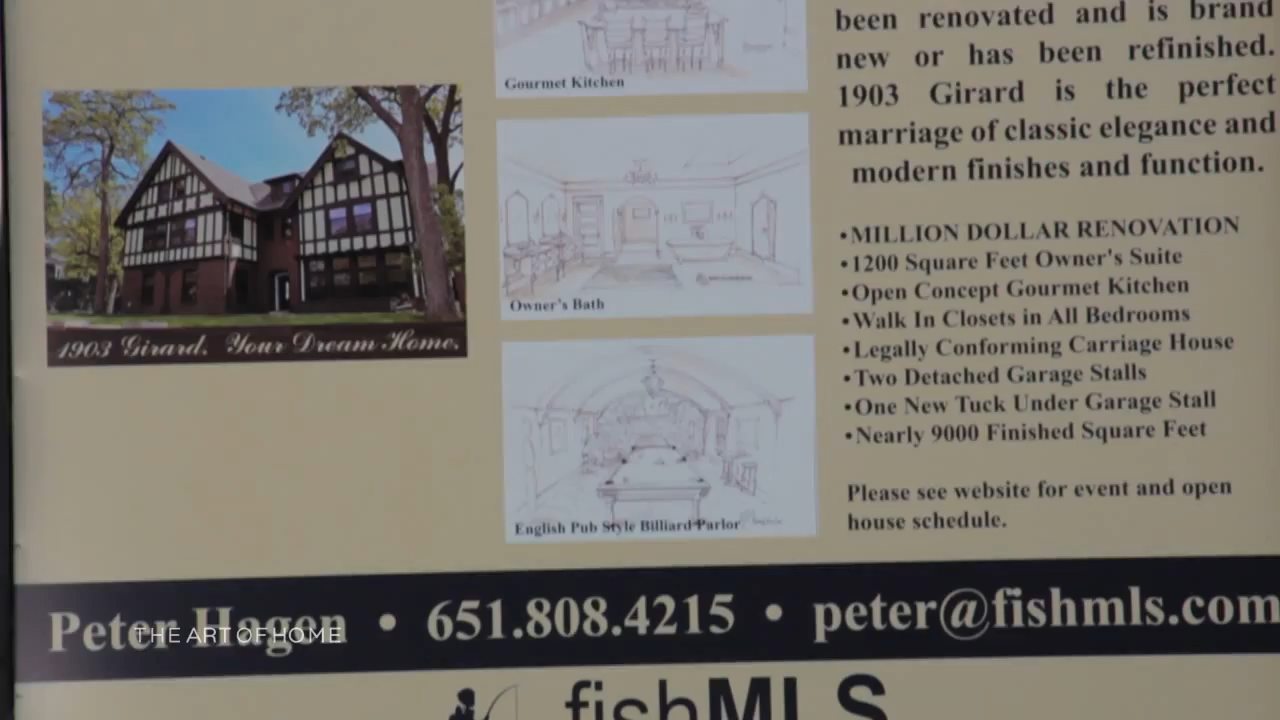 Gourmet Kitchen
1903 Girard. Your Dream Home.
Owner's Bath
English Pub Style Billiard Parlor
been renovated and is brand
new or has been refinished.
1903 Girard is the perfect
marriage of classic elegance and
modern finishes and function.
•MILLION DOLLAR RENOVATION
•1200 Square Feet Owner's Suite
•Open Concept Gourmet Kitchen
•Walk In Closets in All Bedrooms
•Legally Conforming Carriage House
•Two Detached Garage Stalls
•One New Tuck Under Garage Stall
•Nearly 9000 Finished Square Feet
Please see website for event and open
house schedule.
Peter Hagen • 651.808.4215 • peter@fishmls.com
THE ART OF HOME
fishMLS